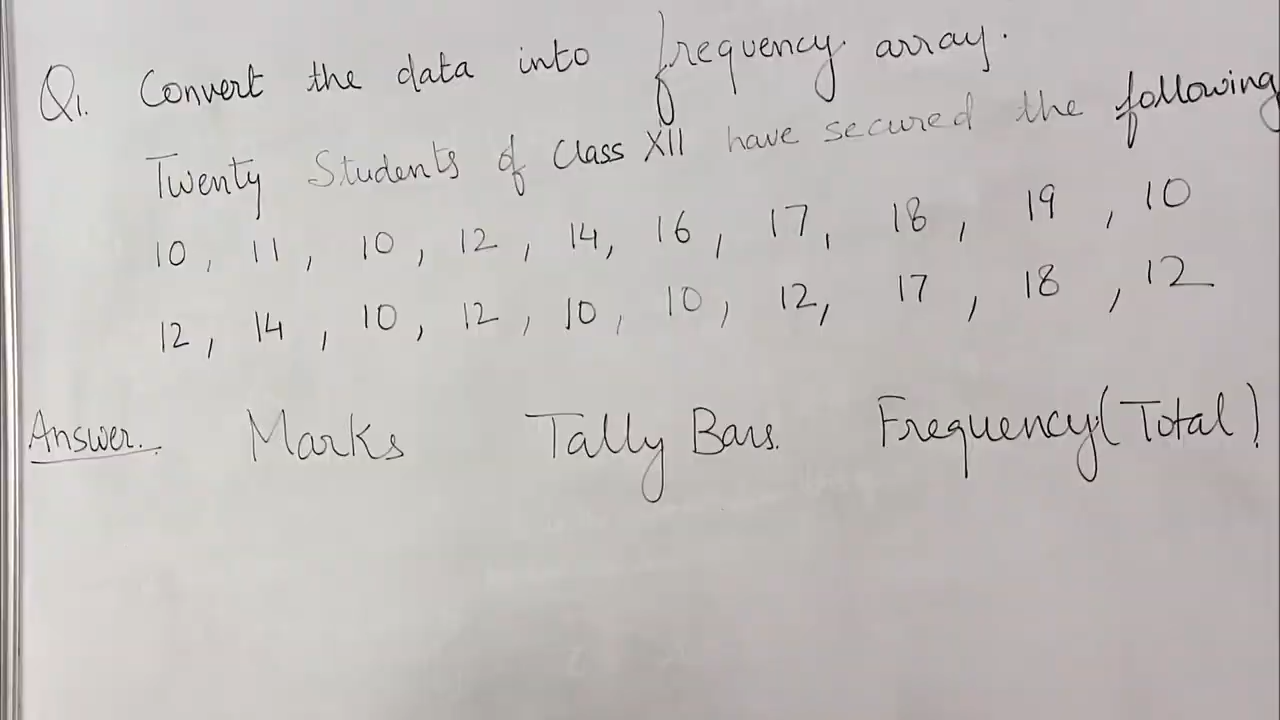 Q1. Convert the data into frequency array.
Twenty Students of Class XII have secured the following
10, 11, 10, 12, 14, 16, 17, 18, 19, 10
12, 14, 10, 12, 10, 10, 12, 17, 18, 12
Answer. Marks Tally Bars. Frequency (Total)